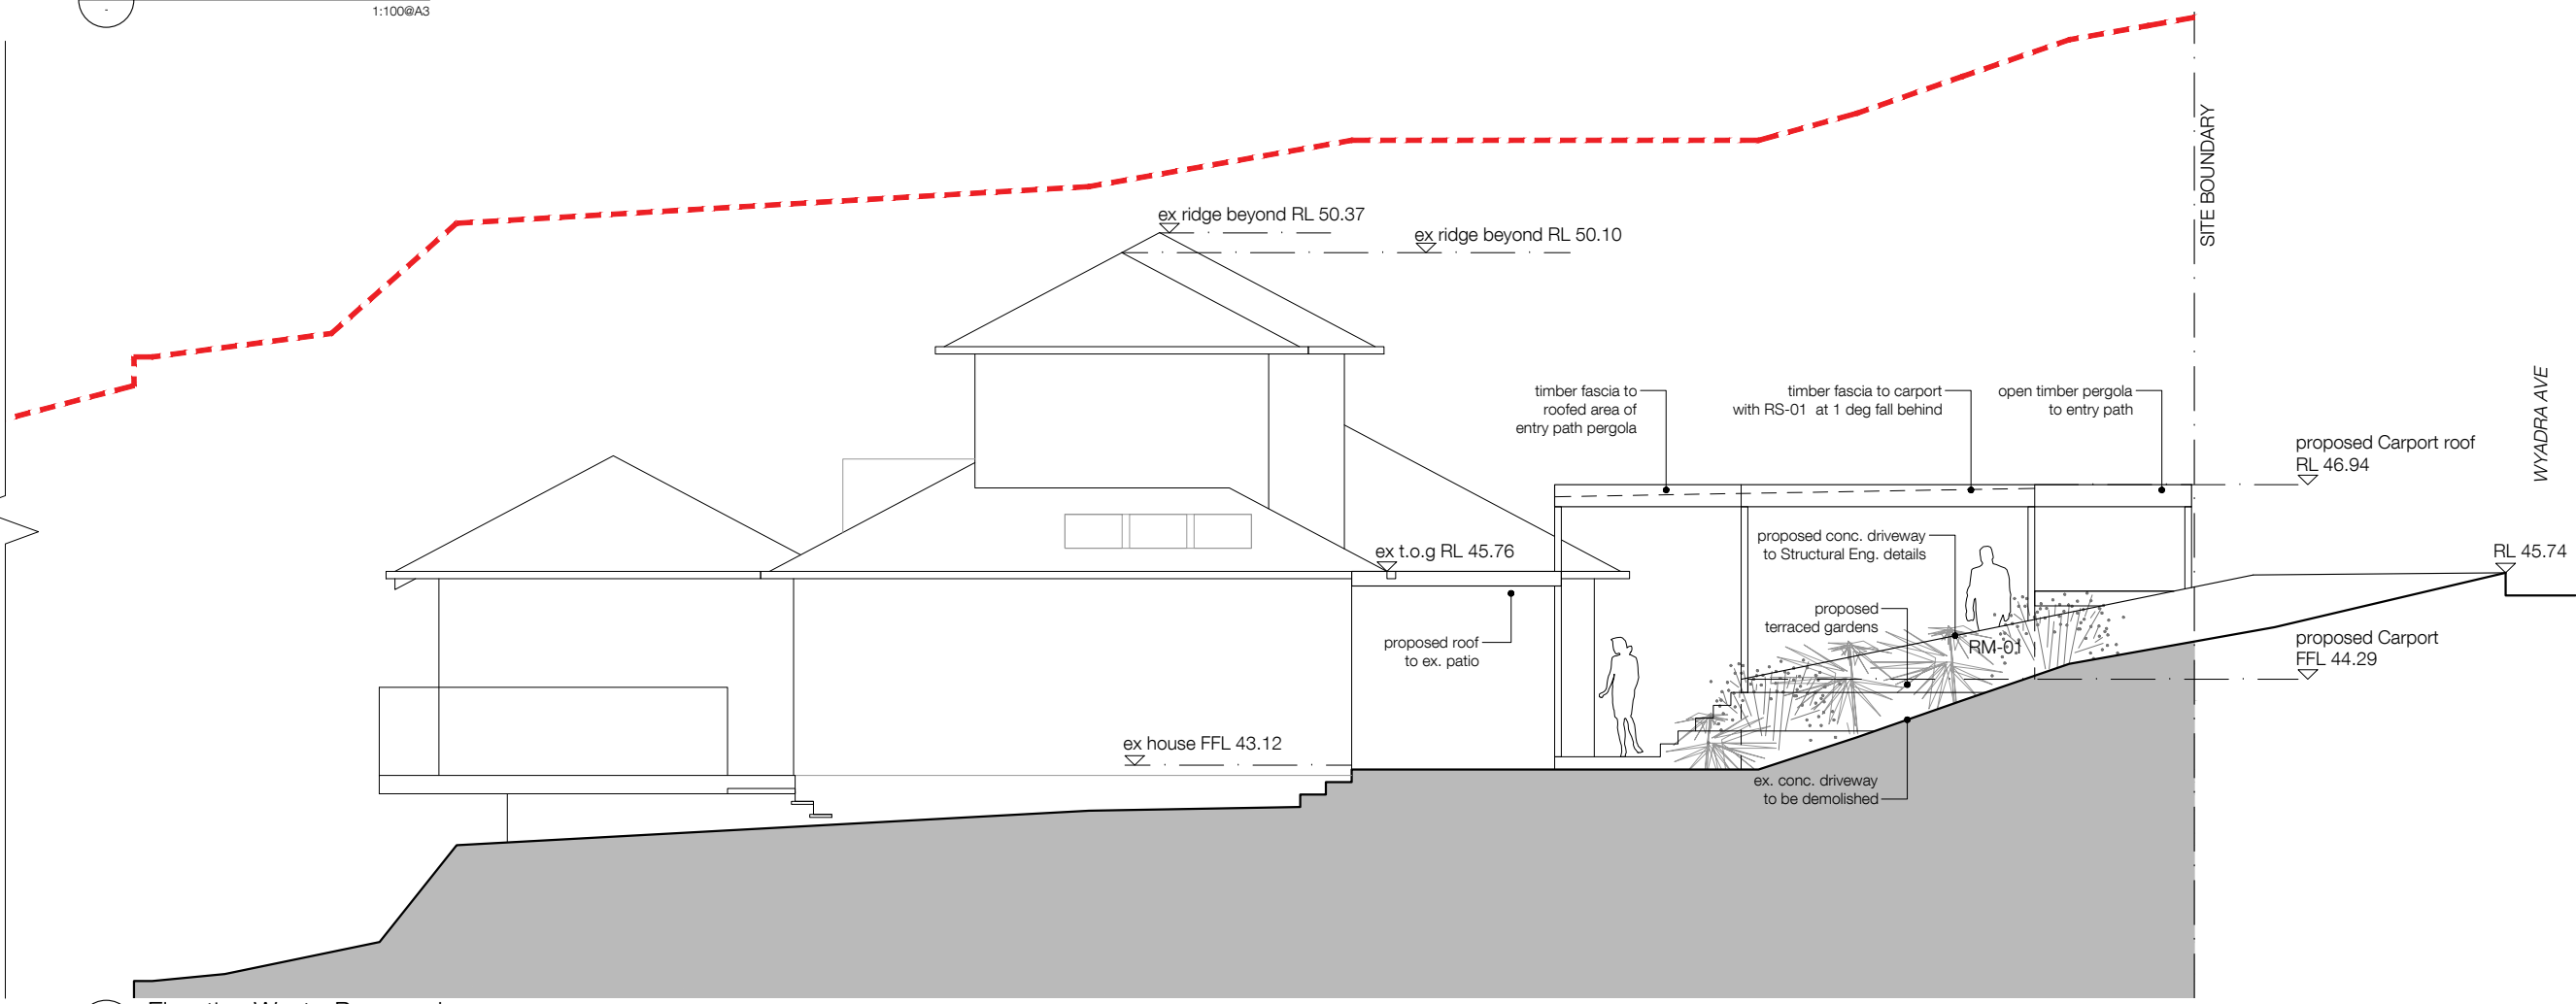 1:100@A3
ex ridge beyond RL 50.37
ex ridge beyond RL 50.10
SITE BOUNDARY
timber fascia to
roofed area of
entry path pergola
timber fascia to carport
with RS-01 at 1 deg fall behind
open timber pergola
to entry path
WYADRA AVE
proposed Carport roof
RL 46.94
proposed conc. driveway
to Structural Eng. details
ex t.o.g RL 45.76
RL 45.74
proposed
terraced gardens
proposed roof
to ex. patio
RM-01
proposed Carport
FFL 44.29
ex house FFL 43.12
ex. conc. driveway
to be demolished